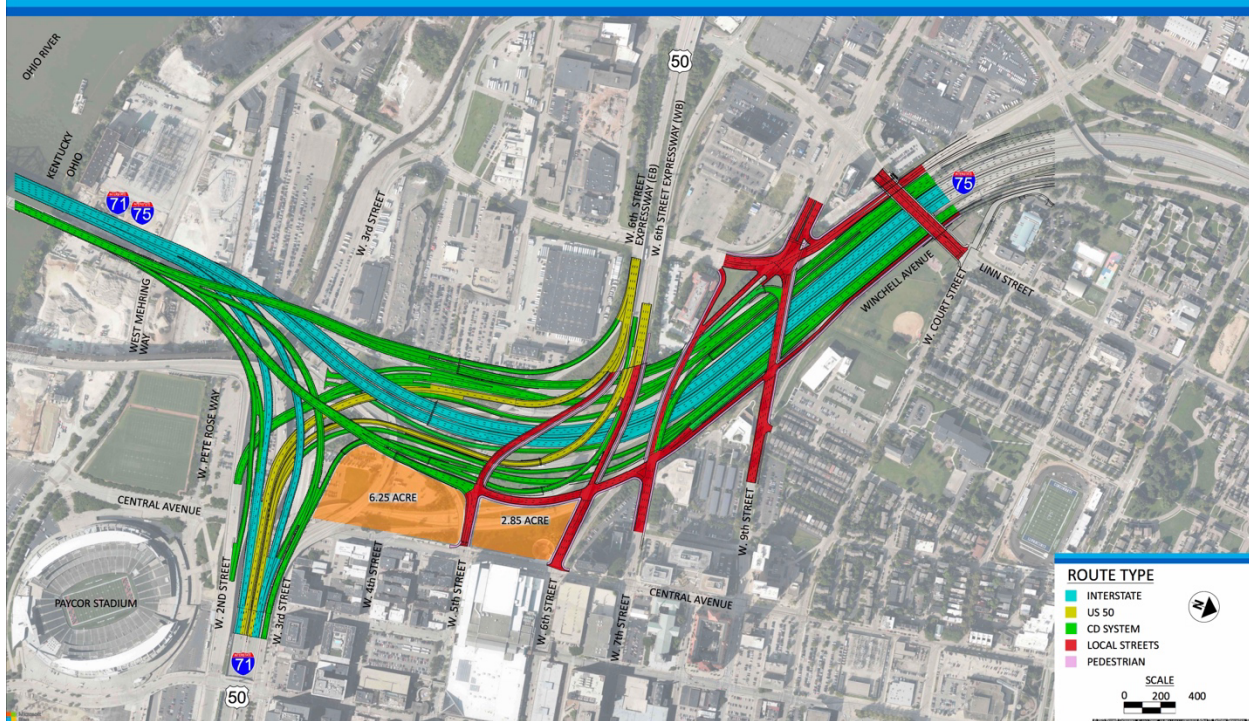 OHIO RIVER
KENTUCKY
OHIO
71
75
WEST MEHRING
WAY
W. 3rd STREET
W. 6th STREET
EXPRESSWAY (EB)
W. 6th STREET EXPRESSWAY (WB)
50
75
LINN STREET
W. COURT STREET
WINCHELL AVENUE
W. PETE ROSE WAY
CENTRAL AVENUE
PAYCOR STADIUM
W. 2ND STREET
W. 3rd STREET
71
50
6.25 ACRE
2.85 ACRE
W. 4th STREET
W. 5th STREET
W. 6th STREET
W. 7th STREET
CENTRAL AVENUE
W. 9th STREET
ROUTE TYPE
INTERSTATE
US 50
CD SYSTEM
LOCAL STREETS
PEDESTRIAN
N
SCALE
0 200 400